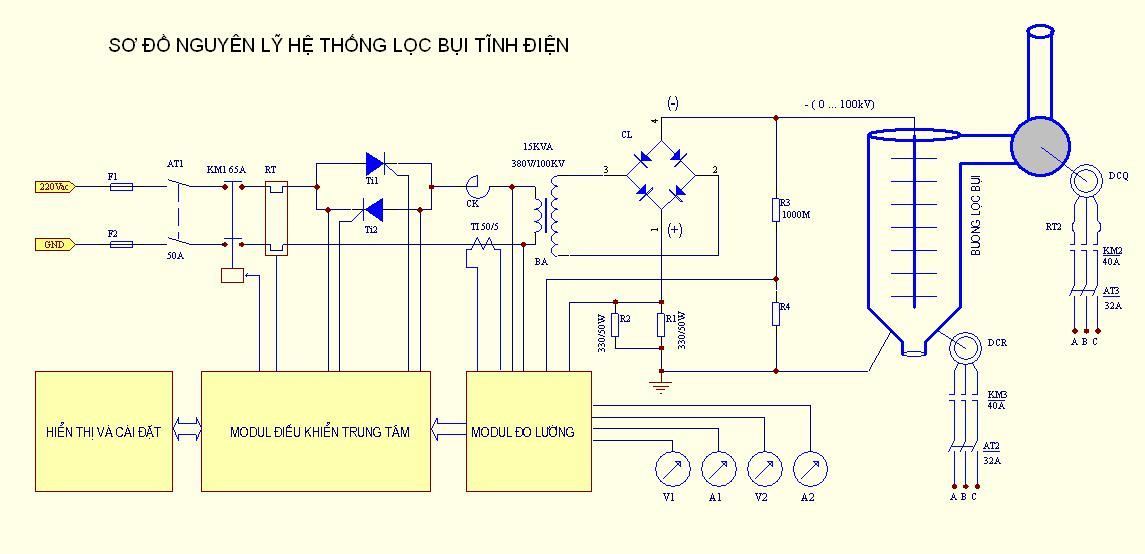 SƠ ĐỒ NGUYÊN LÝ HỆ THỐNG LỌC BỤI TĨNH ĐIỆN
(-)
- ( 0 ... 100kV)
4
CL
15KVA
380V/100KV
AT1
KM1 65A
RT
F1
220Vac
Ti1
3
2
DCQ
CK
R3
1000M
BUỒNG LỌC BỤI
Ti2
TI 50/5
1
(+)
RT2
F2
GND
50A
BA
KM2
40A
AT3
32A
R2
330/50W
R1
330/50W
R4
A B C
DCR
KM3
40A
HIỂN THỊ VÀ CÀI ĐẶT
MODUL ĐIỀU KHIỂN TRUNG TÂM
MODUL ĐO LƯỜNG
AT2
32A
V1
A1
V2
A2
A B C